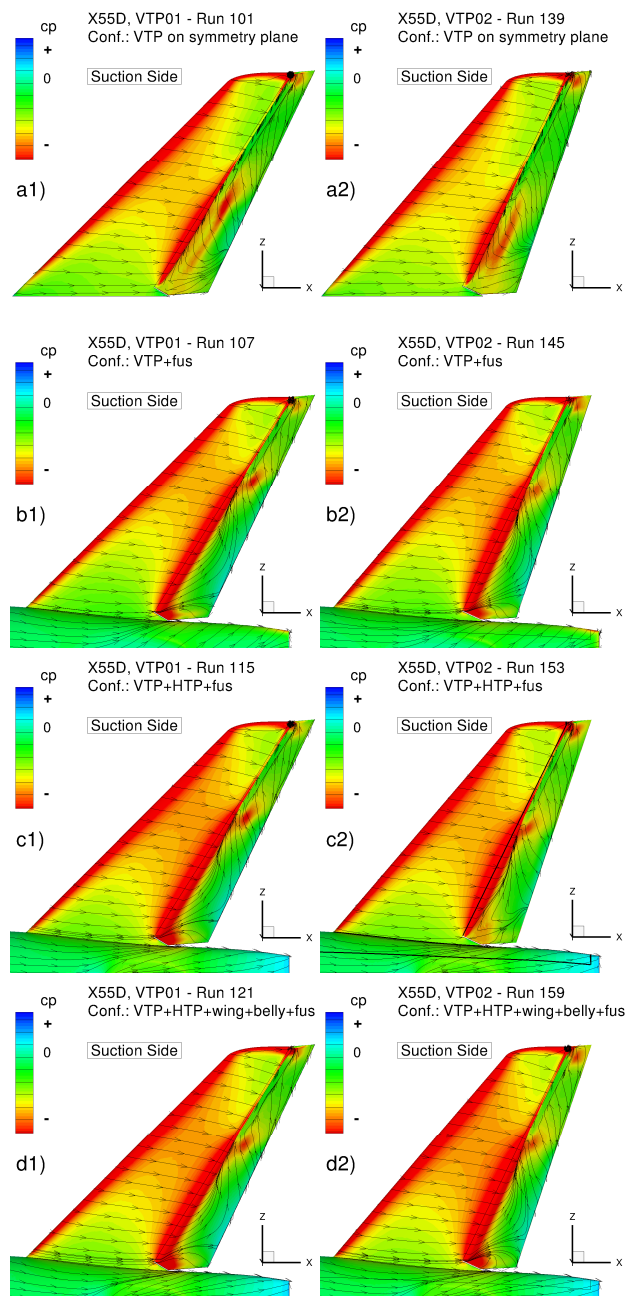 X55D, VTP01 - Run 101
Conf.: VTP on symmetry plane
cp
+
0
-
Suction Side
a1)
Z
X
X55D, VTP02 - Run 139
Conf.: VTP on symmetry plane
cp
+
0
-
Suction Side
a2)
Z
X
X55D, VTP01 - Run 107
Conf.: VTP+fus
cp
+
0
-
Suction Side
b1)
Z
X
X55D, VTP02 - Run 145
Conf.: VTP+fus
cp
+
0
-
Suction Side
b2)
Z
X
X55D, VTP01 - Run 115
Conf.: VTP+HTP+fus
cp
+
0
-
Suction Side
c1)
Z
X
X55D, VTP02 - Run 153
Conf.: VTP+HTP+fus
cp
+
0
-
Suction Side
c2)
Z
X
X55D, VTP01 - Run 121
Conf.: VTP+HTP+wing+belly+fus
cp
+
0
-
Suction Side
d1)
Z
X
X55D, VTP02 - Run 159
Conf.: VTP+HTP+wing+belly+fus
cp
+
0
-
Suction Side
d2)
Z
X